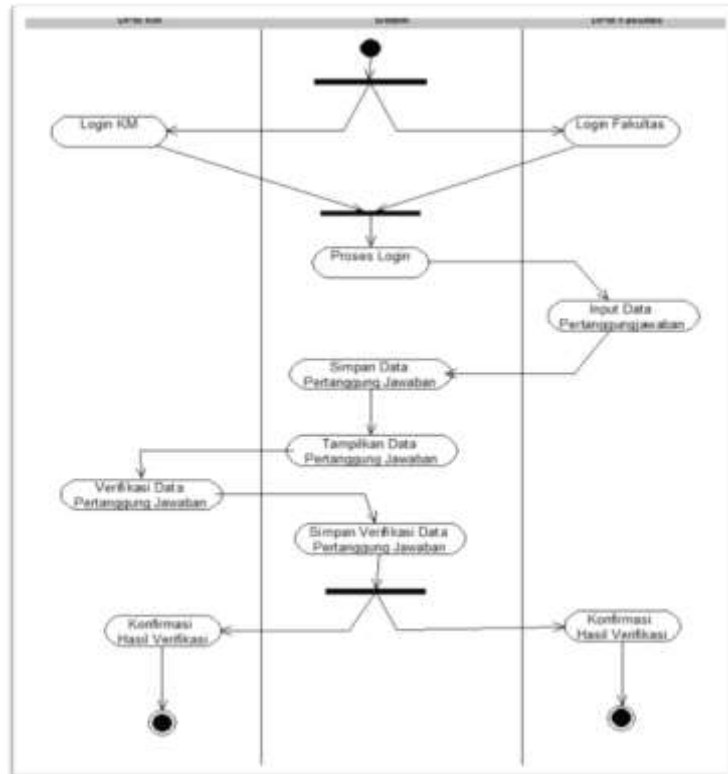 Login KM
Login Fakultas
Proses Login
Input Data
Pertanggungjawaban
Simpan Data
Pertanggung Jawaban
Tampilkan Data
Pertanggung Jawaban
Verifikasi Data
Pertanggung Jawaban
Simpan Verifikasi Data
Pertanggung Jawaban
Konfirmasi
Hasil Verifikasi
Konfirmasi
Hasil Verifikasi